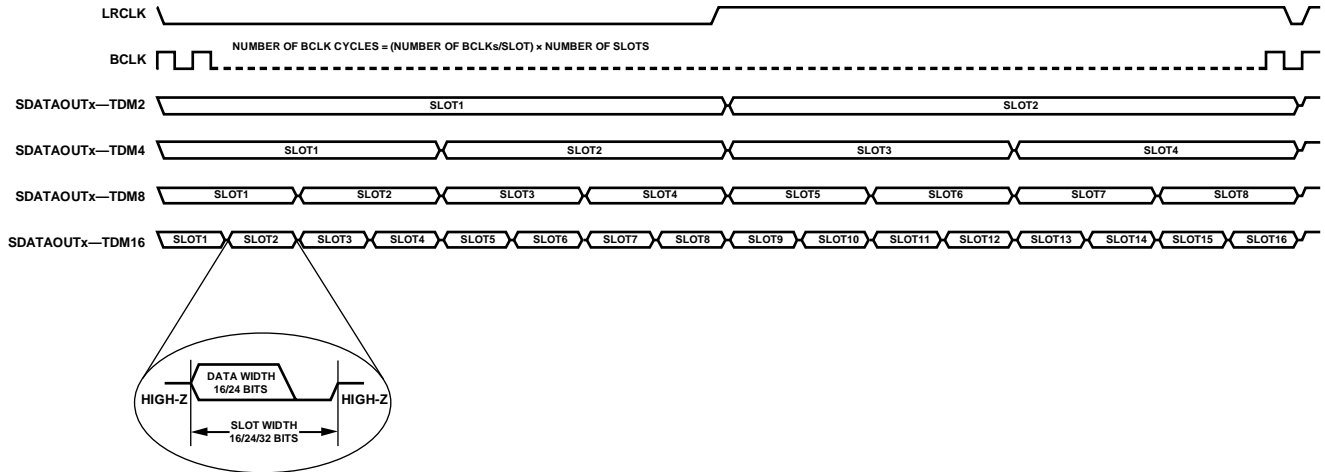 LRCLK
BCLK
NUMBER OF BCLK CYCLES = (NUMBER OF BCLKs/SLOT) × NUMBER OF SLOTS
SDATAOUTx—TDM2
SLOT1 SLOT2
SDATAOUTx—TDM4
SLOT1 SLOT2 SLOT3 SLOT4
SDATAOUTx—TDM8
SLOT1 SLOT2 SLOT3 SLOT4 SLOT5 SLOT6 SLOT7 SLOT8
SDATAOUTx—TDM16
SLOT1 SLOT2 SLOT3 SLOT4 SLOT5 SLOT6 SLOT7 SLOT8 SLOT9 SLOT10 SLOT11 SLOT12 SLOT13 SLOT14 SLOT15 SLOT16
DATA WIDTH
16/24 BITS
HIGH-Z HIGH-Z
SLOT WIDTH
16/24/32 BITS